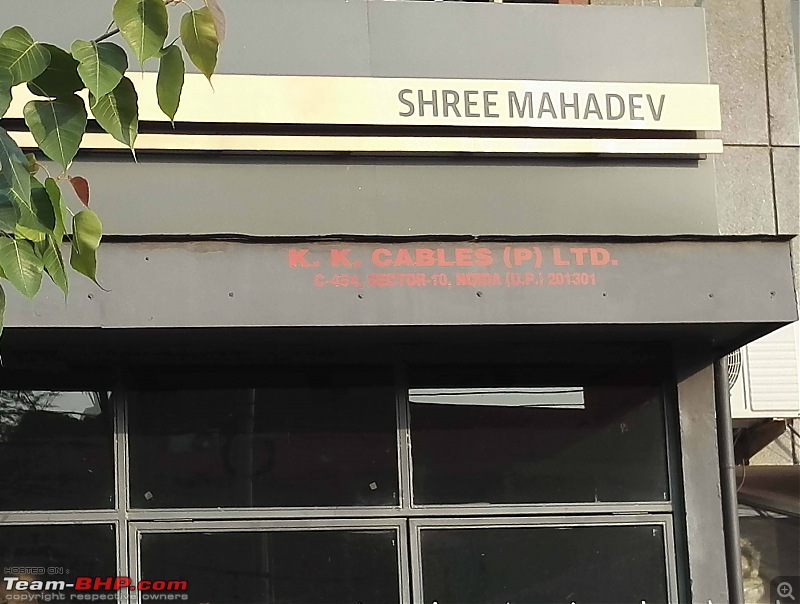 SHREE MAHADEV
K. K. CABLES (P) LTD.
C-454, SECTOR-10, NOIDA (U.P.) 201301
HOSTED ON :
Team-BHP.com
copyright respective owners